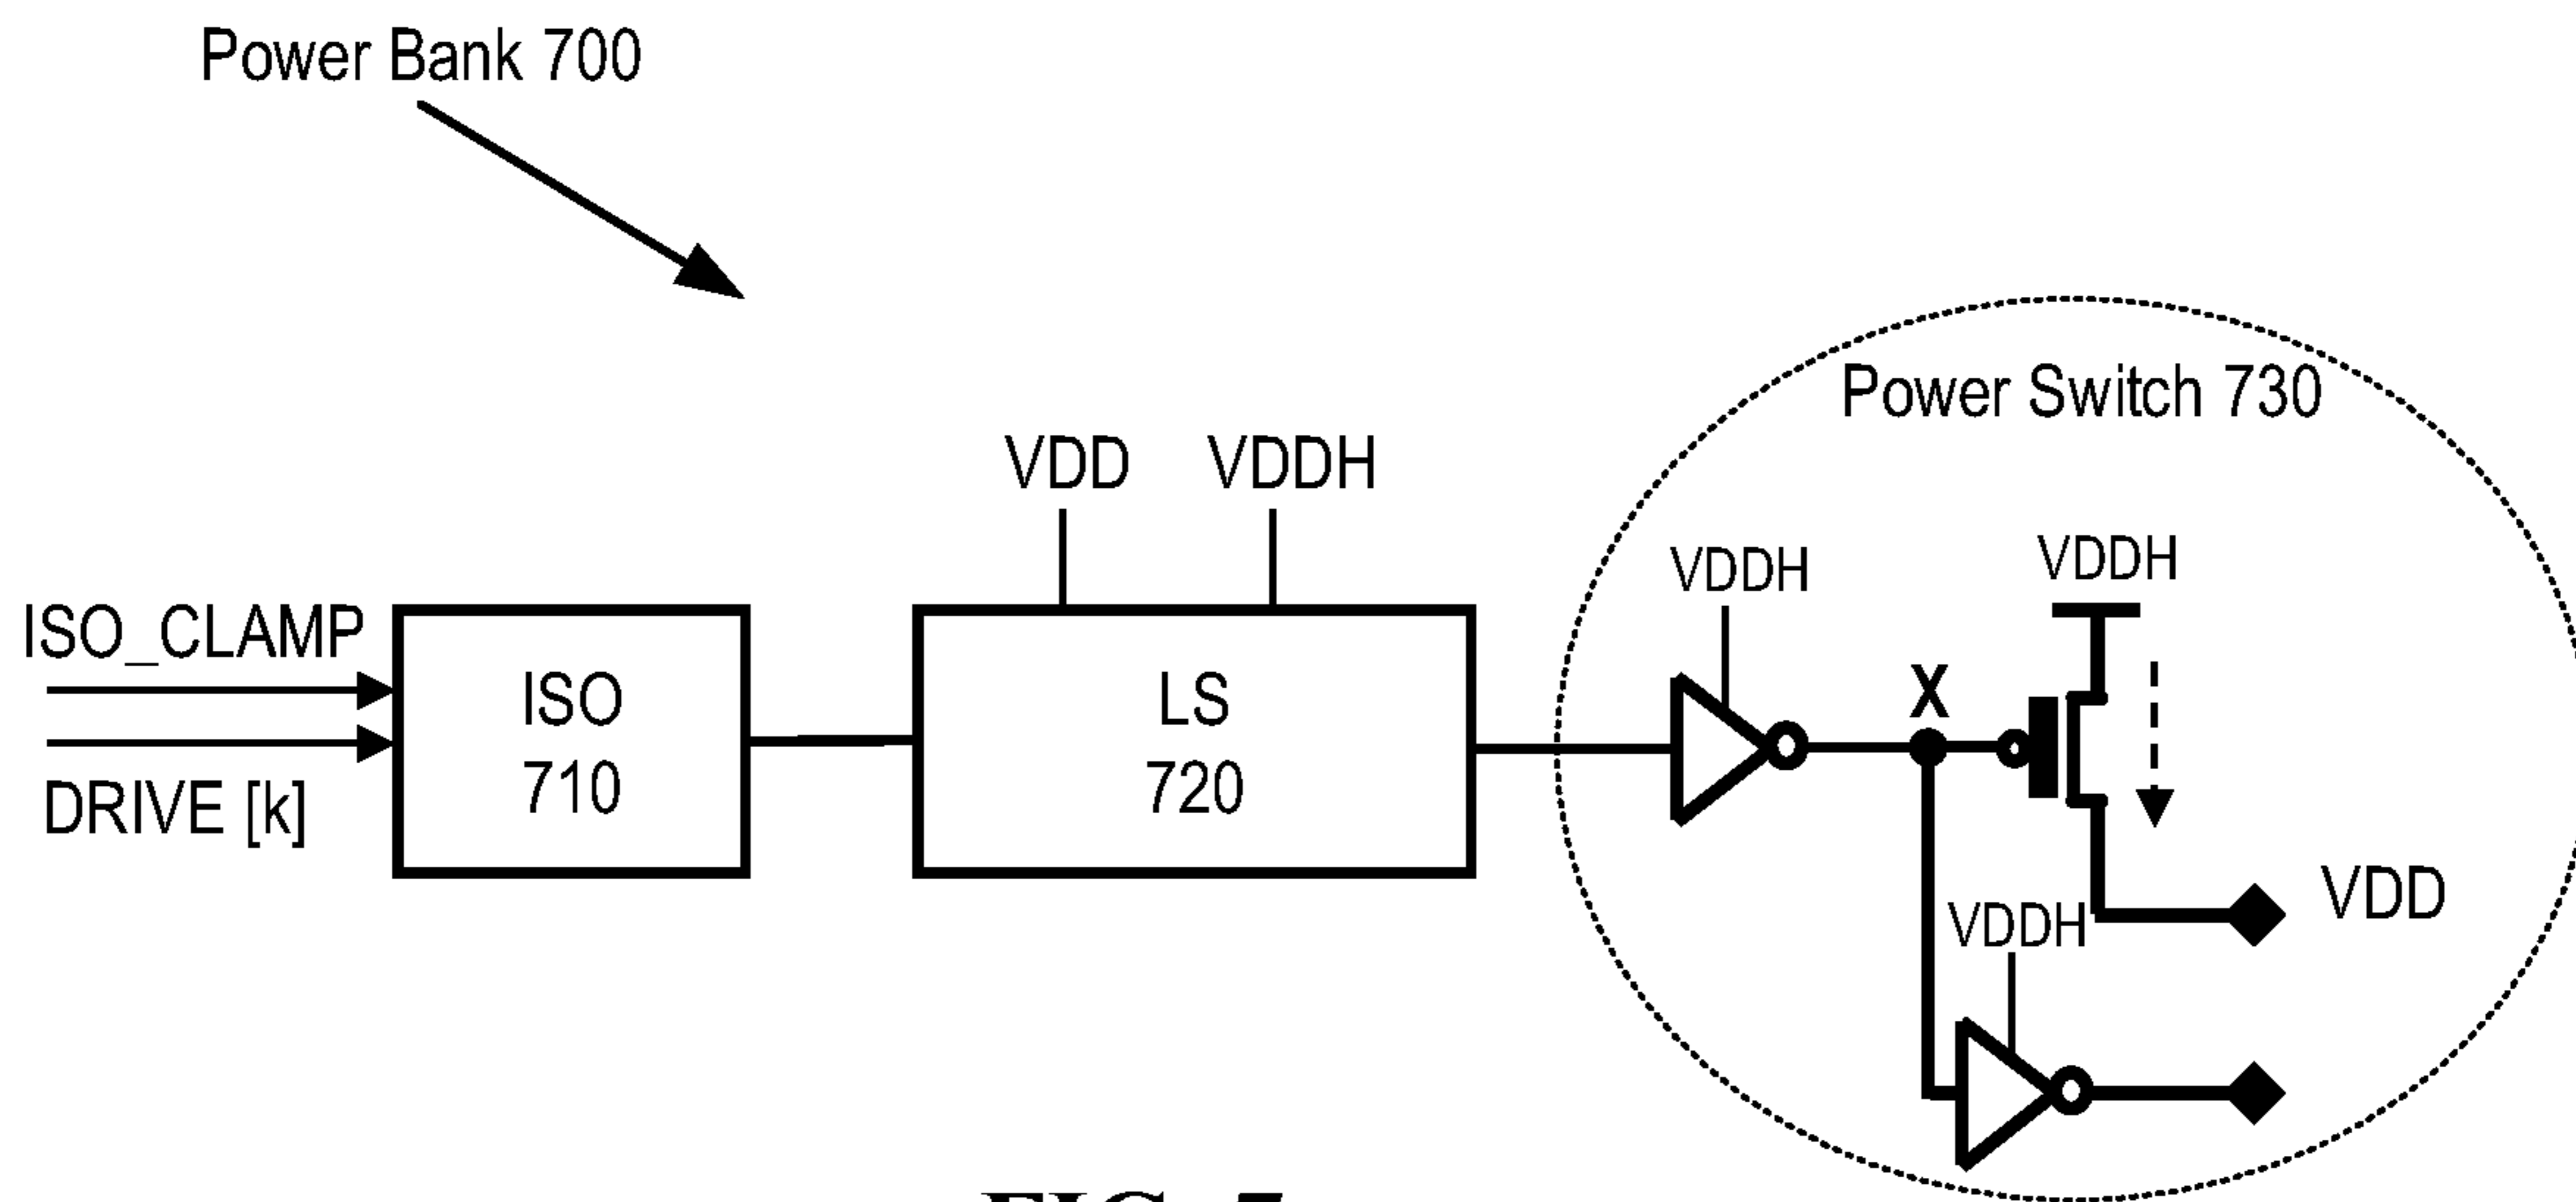 Power Bank 700
Power Switch 730
VDD VDDH
VDDH
VDDH
ISO_CLAMP
DRIVE [k]
ISO
710
LS
720
X
VDD
VDDH